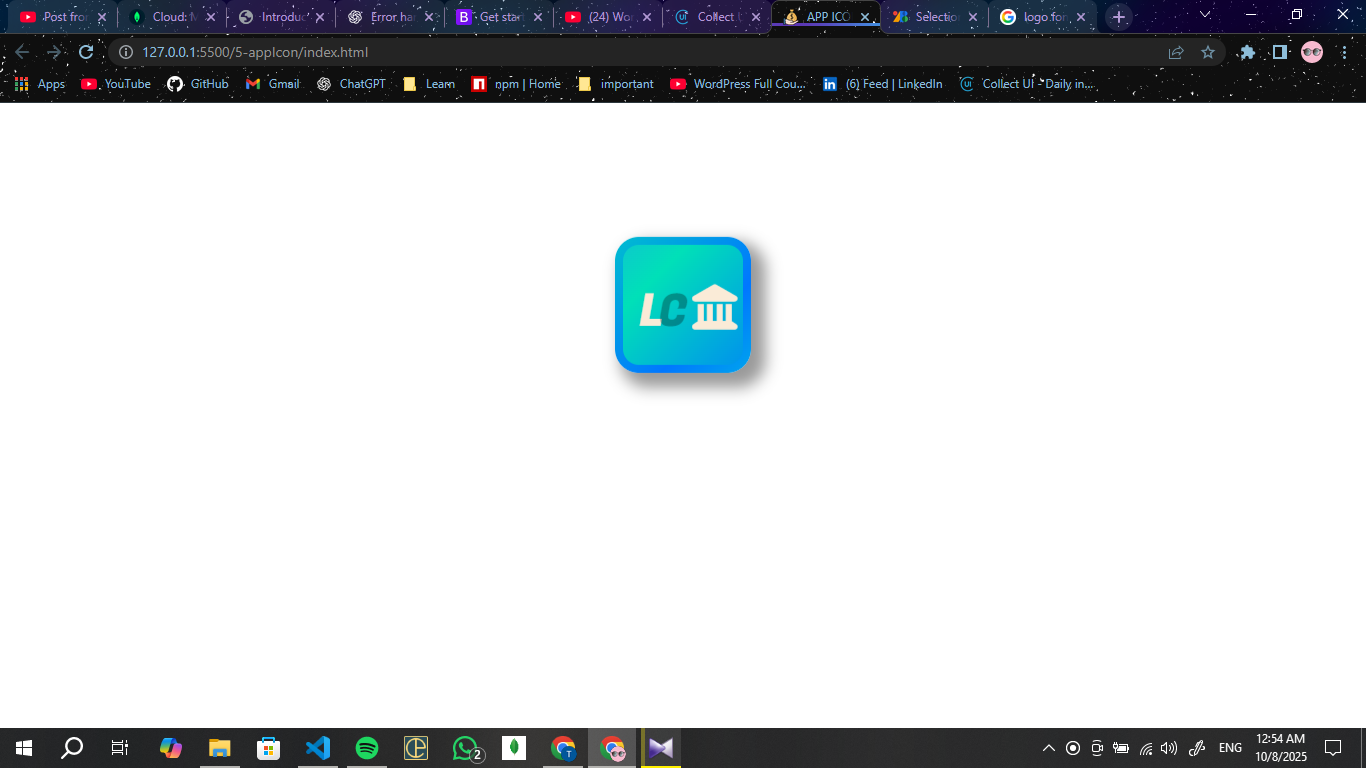 Post fro
Cloud: M
Introduc
Error ha
Get star
(24) Wor
Collect U
APP ICO
Selection
logo for
127.0.0.1:5500/5-appIcon/index.html
Apps
YouTube
GitHub
Gmail
ChatGPT
Learn
npm | Home
important
WordPress Full Cou...
(6) Feed | LinkedIn
Collect UI - Daily in...
LC
2
T
ENG
12:54 AM
10/8/2025